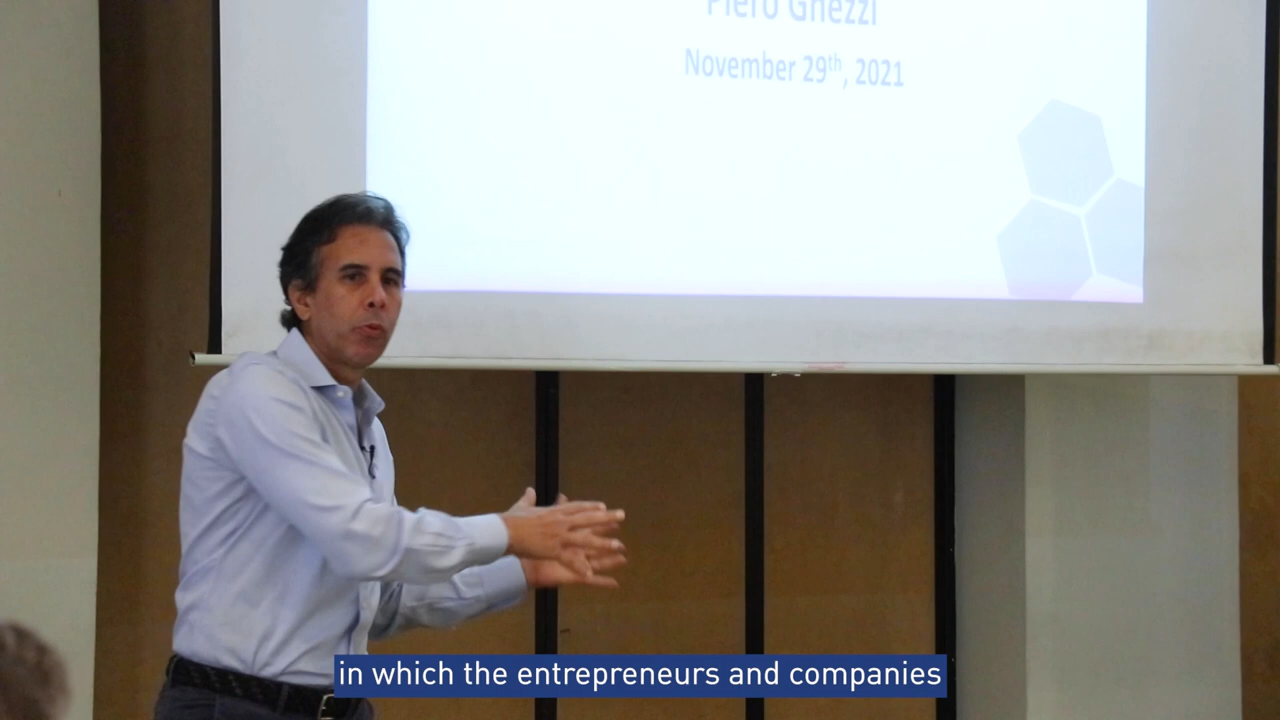 Piero Ghezzi
November 29th, 2021
in which the entrepreneurs and companies